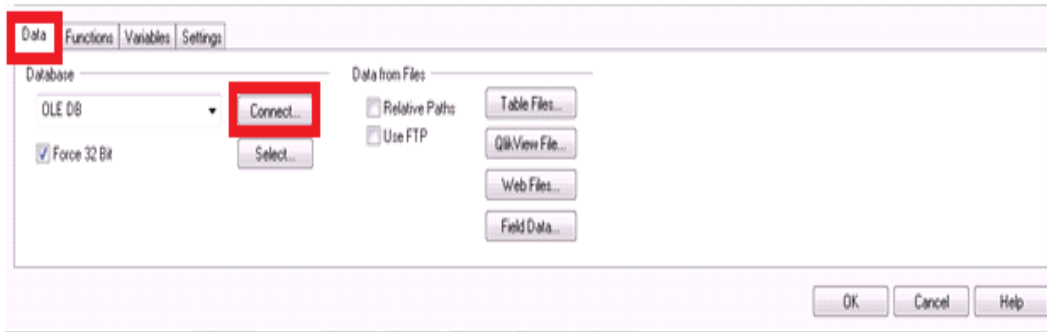 Data Functions Variables Settings
Database
OLE DB
Connect...
Force 32 Bit
Select...
Data from Files
Relative Paths
Use FTP
Table Files...
QlikView File...
Web Files...
Field Data...
OK Cancel Help